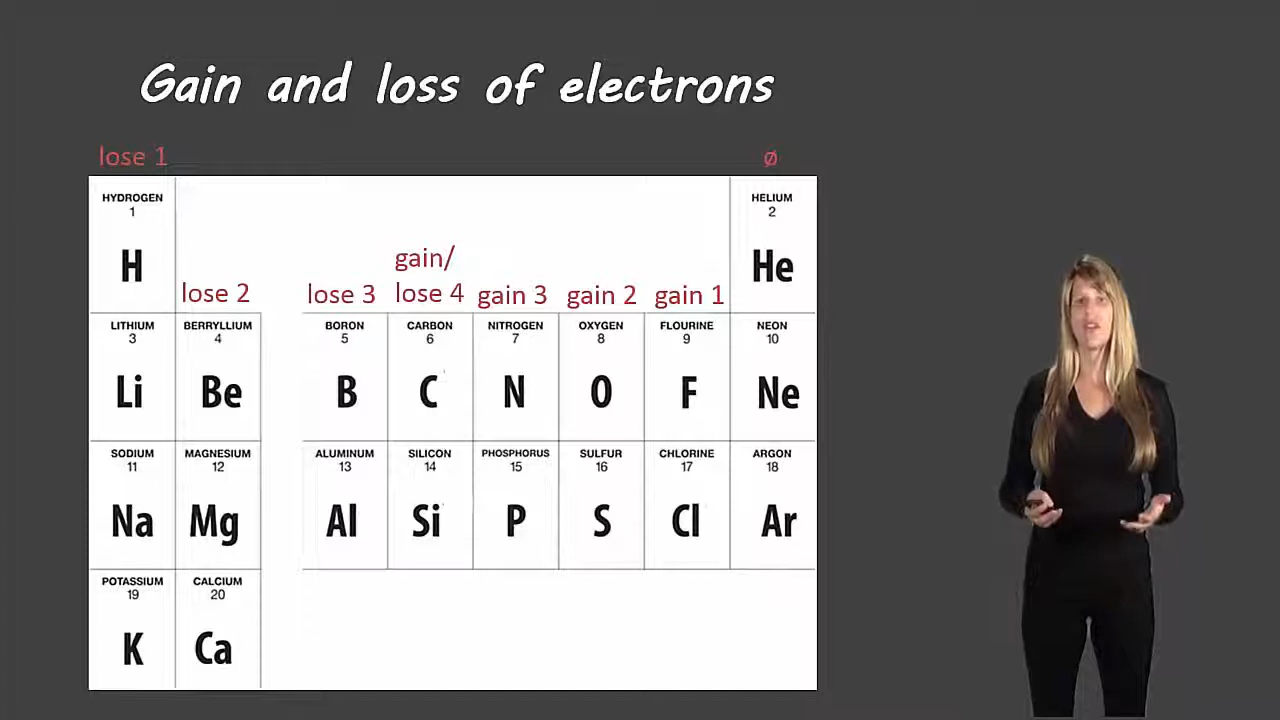 Gain and loss of electrons
lose 1
ø
HYDROGEN
1
H
HELIUM
2
He
lose 2
lose 3
gain/
lose 4
gain 3
gain 2
gain 1
LITHIUM
3
Li
BERRYLLIUM
4
Be
BORON
5
B
CARBON
6
C
NITROGEN
7
N
OXYGEN
8
O
FLOURINE
9
F
NEON
10
Ne
SODIUM
11
Na
MAGNESIUM
12
Mg
ALUMINUM
13
Al
SILICON
14
Si
PHOSPHORUS
15
P
SULFUR
16
S
CHLORINE
17
Cl
ARGON
18
Ar
POTASSIUM
19
K
CALCIUM
20
Ca